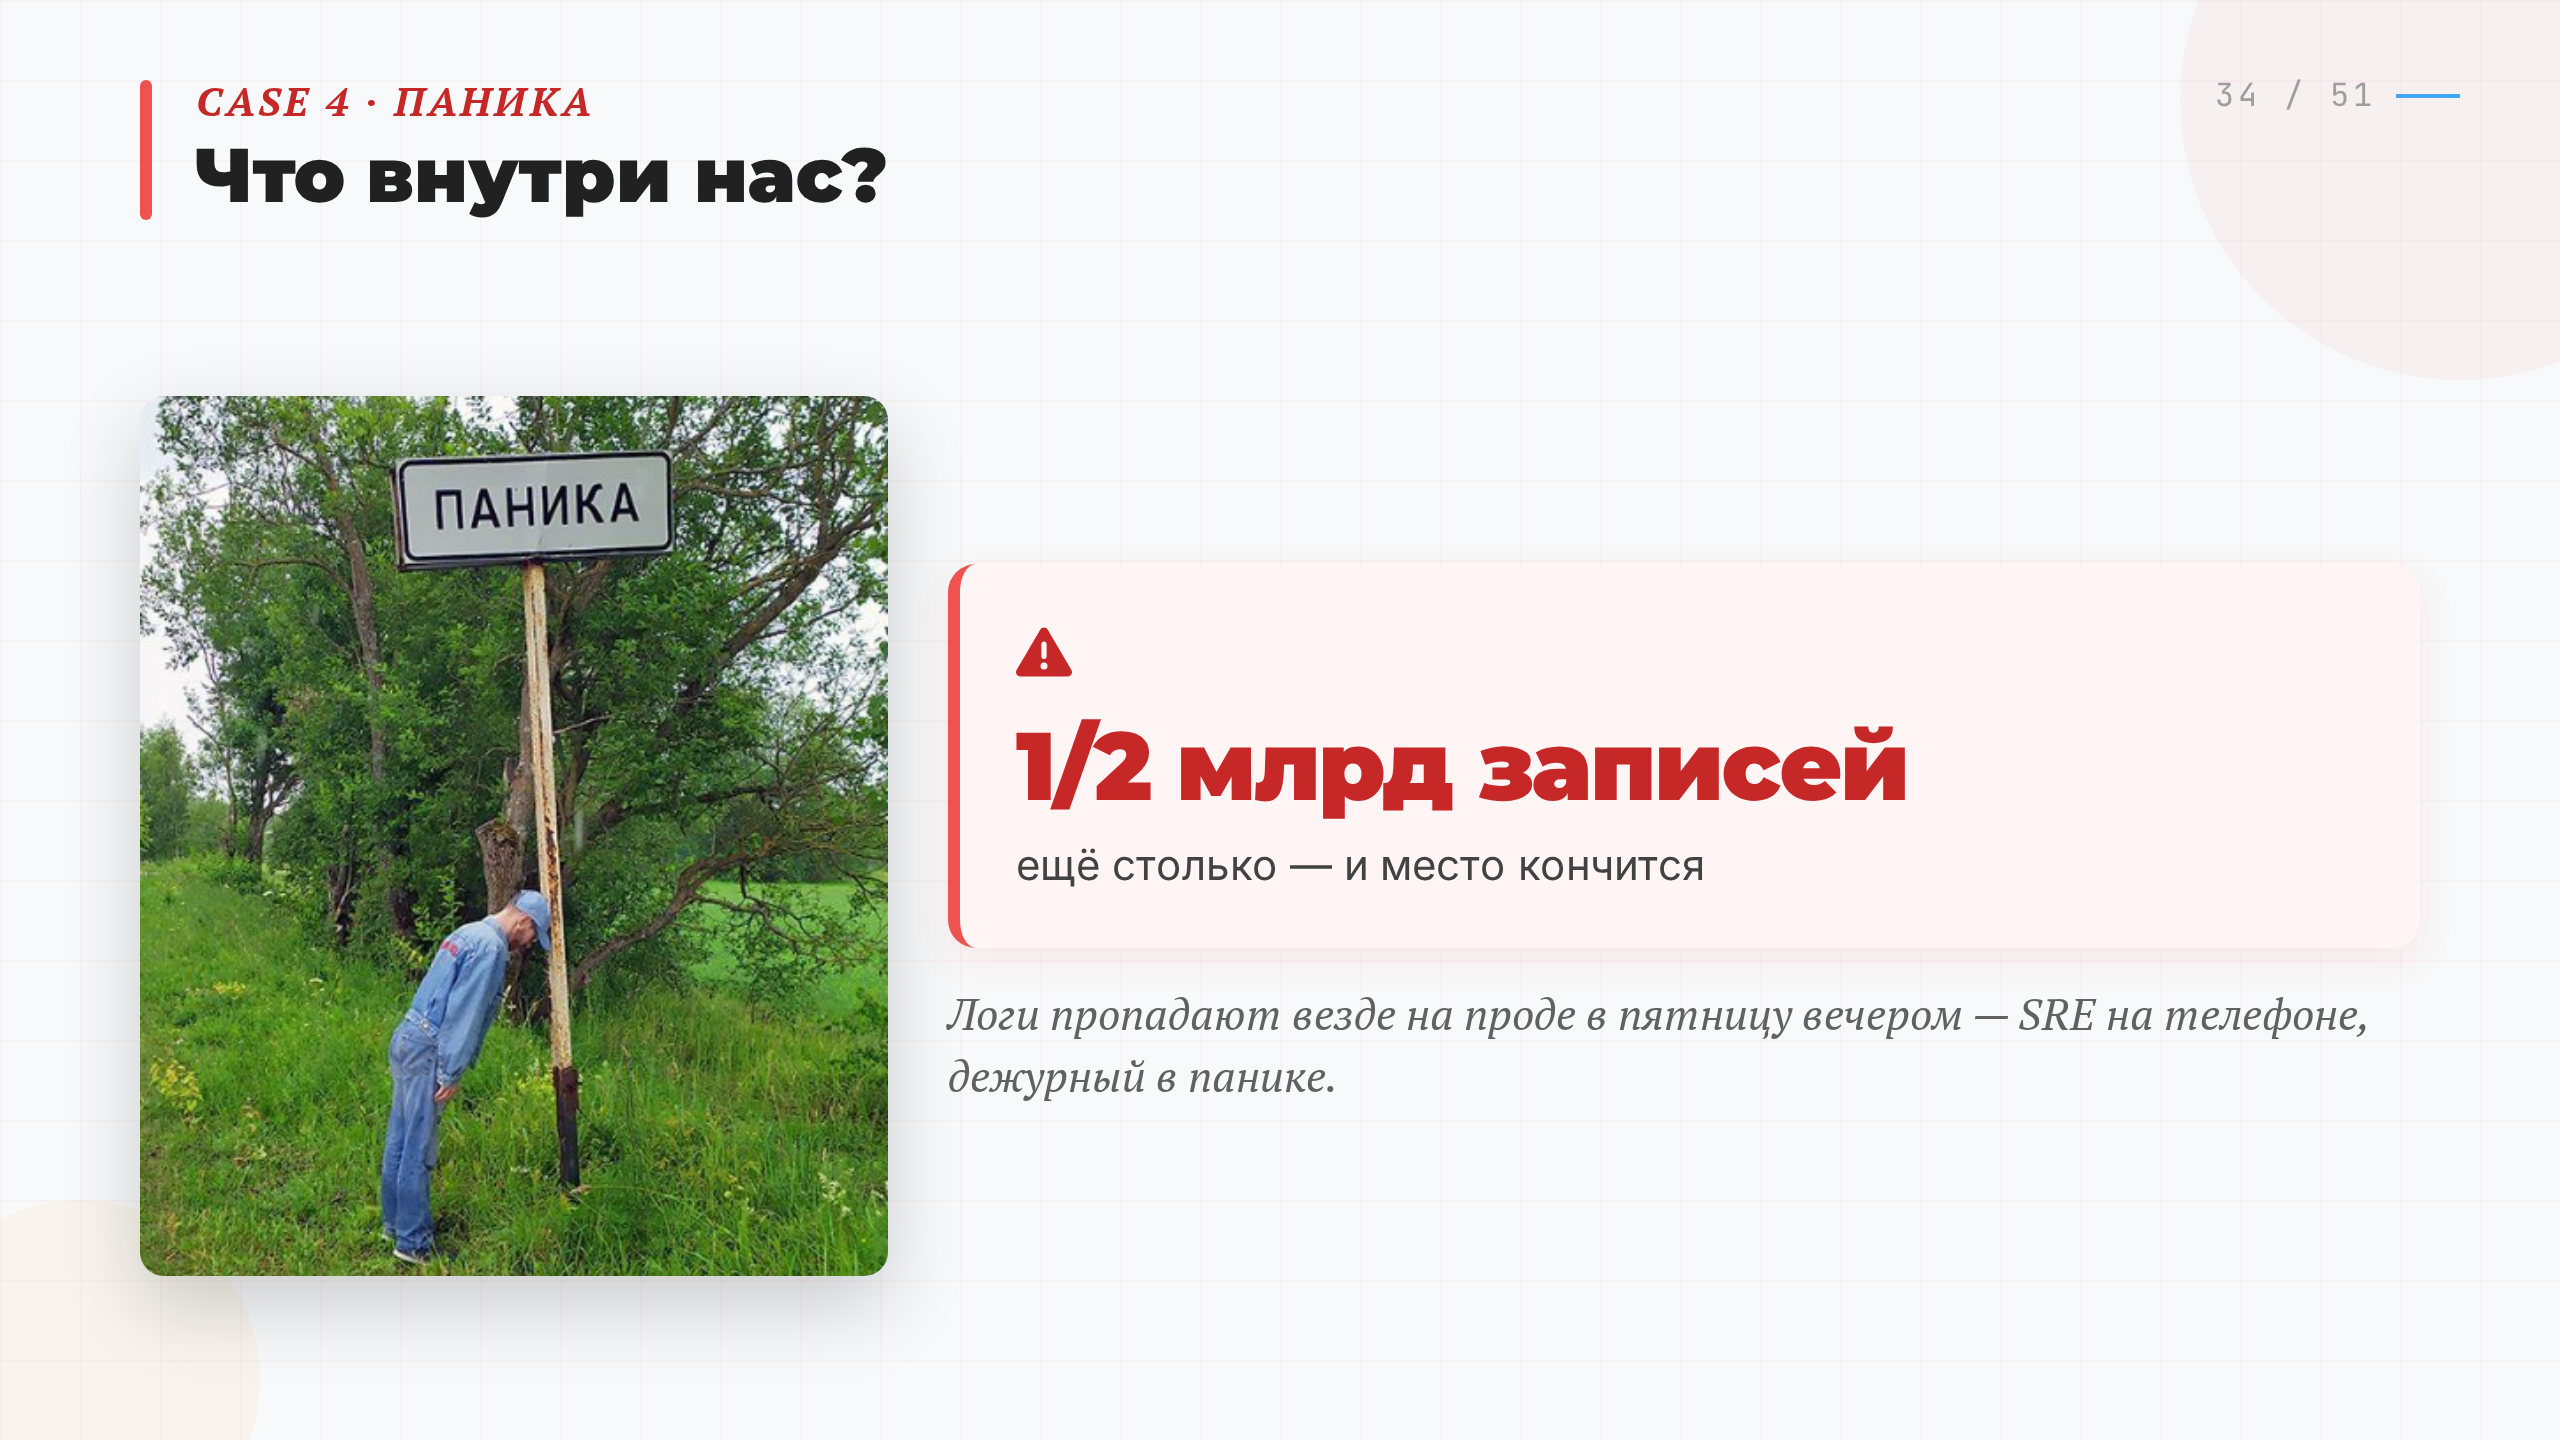 CASE 4 · ПАНИКА
Что внутри нас?
34 / 51
ПАНИКА
1/2 млрд записей
ещё столько — и место кончится
Логи пропадают везде на проде в пятницу вечером — SRE на телефоне,
дежурный в панике.